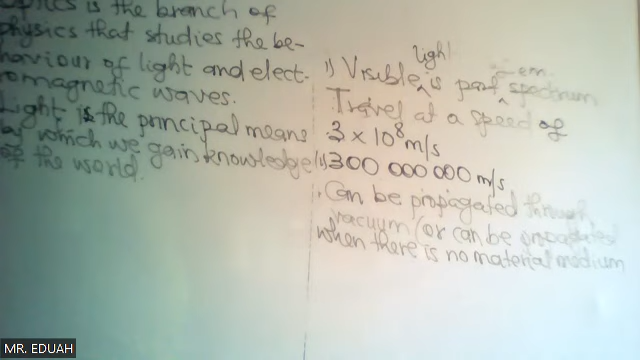 Optics is the branch of
physics that studies the be-
haviour of light and elect-
romagnetic waves.
Light is the principal means
by which we gain knowledge
of the world.
1) Visible light is part em spectrum
Travel at a speed of
3 × 10⁸ m/s
300 000 000 m/s
Can be propagated through
vacuum (or can be propagated
when there is no material medium
MR. EDUAH